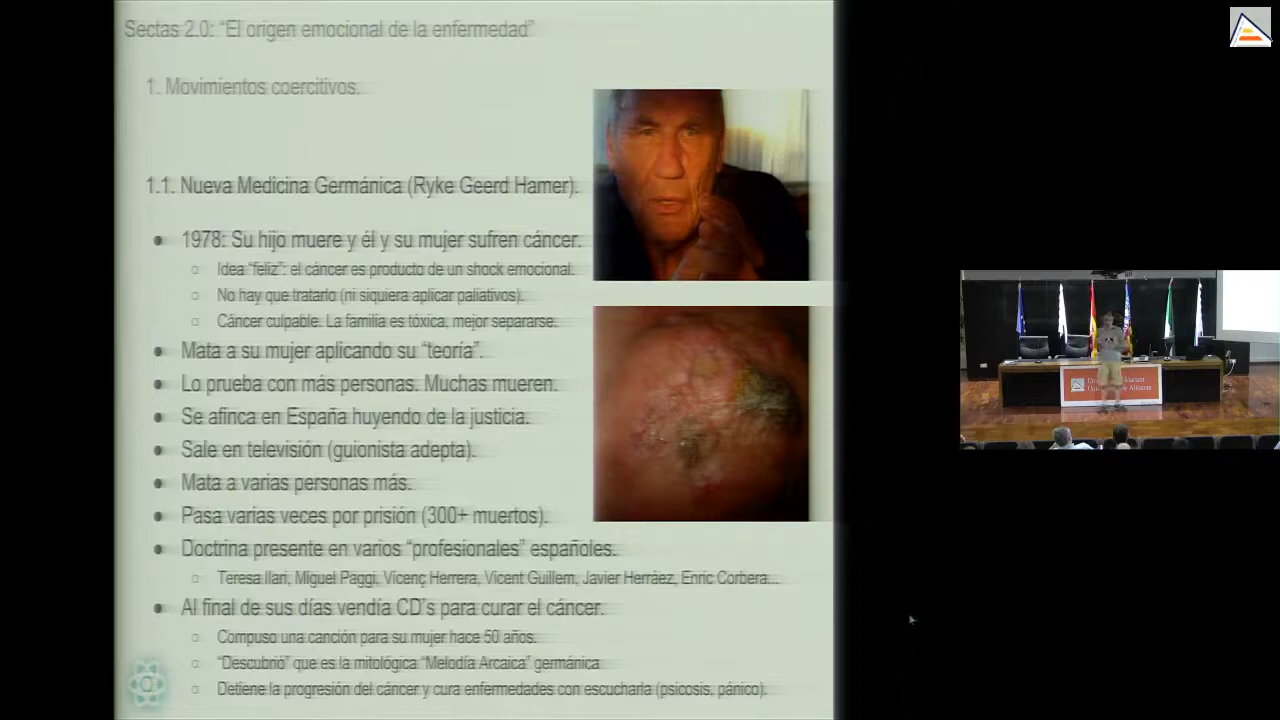 Sectas 2.0: “El origen emocional de la enfermedad”
1. Movimientos coercitivos.
1.1. Nueva Medicina Germánica (Ryke Geerd Hamer).
● 1978: Su hijo muere y él y su mujer sufren cáncer.
○ Idea “feliz”: el cáncer es producto de un shock emocional.
○ No hay que tratarlo (ni siquiera aplicar paliativos).
○ Cáncer culpable. La familia es tóxica, mejor separarse.
● Mata a su mujer aplicando su “teoría”.
● Lo prueba con más personas. Muchas mueren.
● Se afinca en España huyendo de la justicia.
● Sale en televisión (guionista adepta).
● Mata a varias personas más.
● Pasa varias veces por prisión (300+ muertos).
● Doctrina presente en varios “profesionales” españoles.
○ Teresa Ilari, Miguel Paggi, Vicenç Herrera, Vicent Guillem, Javier Herráez, Enric Corbera...
● Al final de sus días vendía CD’s para curar el cáncer.
○ Compuso una canción para su mujer hace 50 años.
○ “Descubrió” que es la mitológica “Melodía Arcaica” germánica
○ Detiene la progresión del cáncer y cura enfermedades con escucharla (psicosis, pánico).